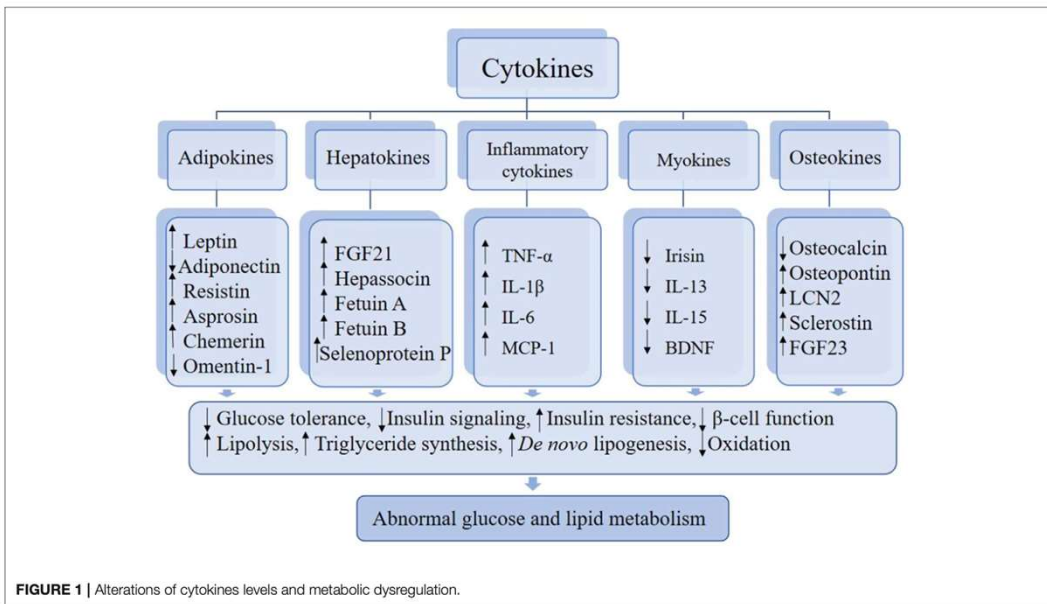 Cytokines
Adipokines
Hepatokines
Inflammatory
cytokines
Myokines
Osteokines
↑ Leptin
↓ Adiponectin
↑ Resistin
↑ Asprosin
↑ Chemerin
↓ Omentin-1
↑ FGF21
↑ Hepassocin
↑ Fetuin A
↑ Fetuin B
↑ Selenoprotein P
↑ TNF-α
↑ IL-1β
↑ IL-6
↑ MCP-1
↓ Irisin
↓ IL-13
↓ IL-15
↓ BDNF
↓ Osteocalcin
↑ Osteopontin
↑ LCN2
↑ Sclerostin
↑ FGF23
↓ Glucose tolerance, ↓ Insulin signaling, ↑ Insulin resistance, ↓ β-cell function
↑ Lipolysis, ↑ Triglyceride synthesis, ↑ De novo lipogenesis, ↓ Oxidation
Abnormal glucose and lipid metabolism
FIGURE 1 | Alterations of cytokines levels and metabolic dysregulation.